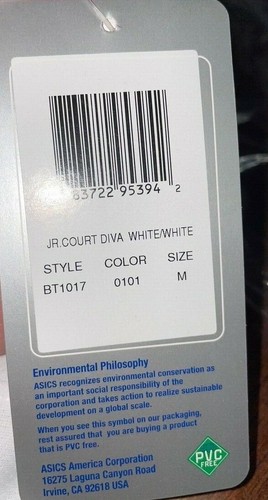 63722 95394 2
JR.COURT DIVA WHITE/WHITE
STYLE COLOR SIZE
BT1017 0101 M
Environmental Philosophy
ASICS recognizes environmental conservation as
an important social responsibility of the
corporation and takes action to realize sustainable
development on a global scale.
When you see this symbol on our packaging,
rest assured that you are buying a product
that is PVC free.
ASICS America Corporation
16275 Laguna Canyon Road
Irvine, CA 92618 USA
PVC
FREE